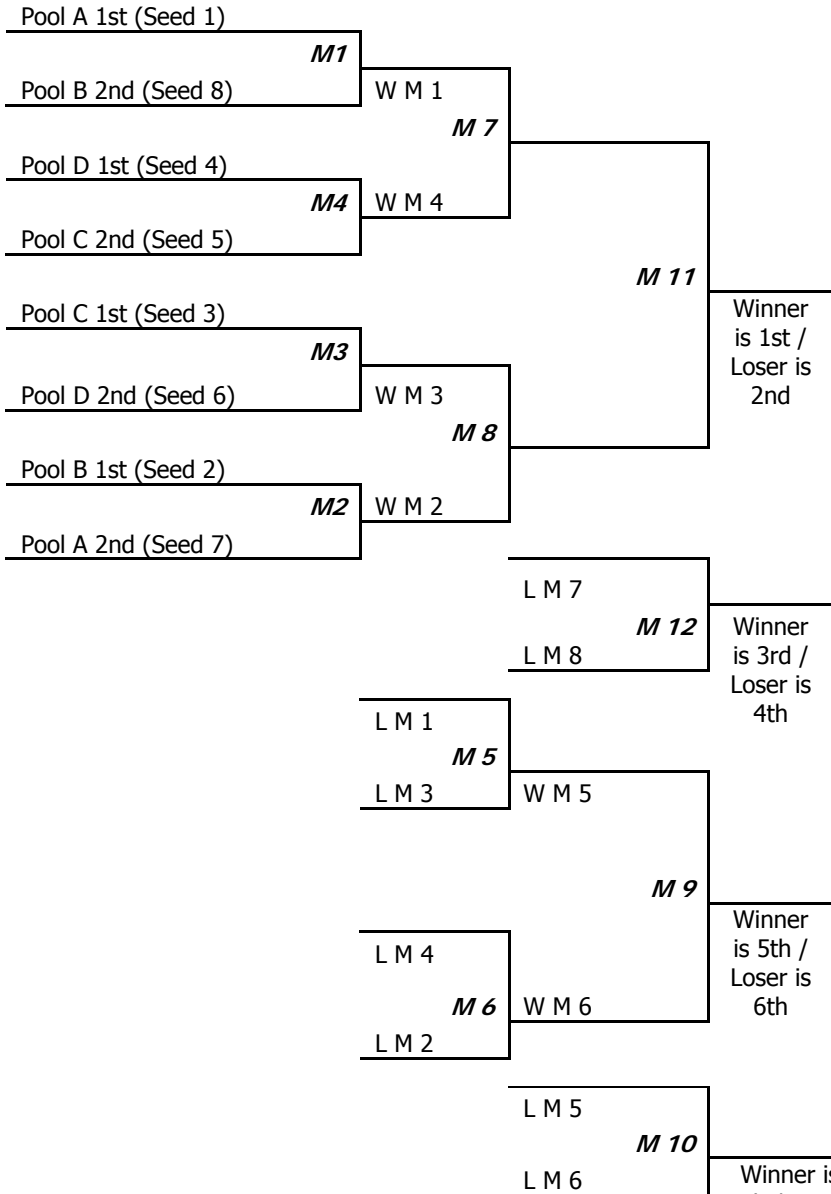 Pool A 1st (Seed 1)
M1
Pool B 2nd (Seed 8)
W M 1
M 7
Pool D 1st (Seed 4)
M4
W M 4
Pool C 2nd (Seed 5)
M 11
Pool C 1st (Seed 3)
Winner
is 1st /
Loser is
2nd
M3
Pool D 2nd (Seed 6)
W M 3
M 8
Pool B 1st (Seed 2)
M2
W M 2
Pool A 2nd (Seed 7)
L M 7
M 12
L M 8
Winner
is 3rd /
Loser is
4th
L M 1
M 5
L M 3
W M 5
M 9
Winner
is 5th /
Loser is
6th
L M 4
M 6
W M 6
L M 2
L M 5
M 10
L M 6
Winner is